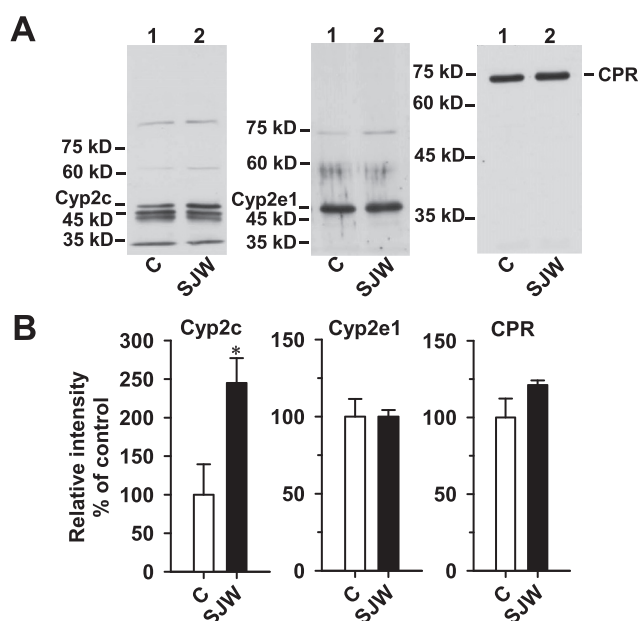 A
1 2
75 kD
60 kD
Cyp2c
45 kD
35 kD
C
SJW
1 2
75 kD
60 kD
Cyp2e1
45 kD
35 kD
C
SJW
1 2
75 kD
CPR
60 kD
45 kD
35 kD
C
SJW
B
Relative intensity
% of control
Cyp2c
300
250
200
150
100
50
0
*
C
SJW
Cyp2e1
150
100
50
0
C
SJW
CPR
150
100
50
0
C
SJW